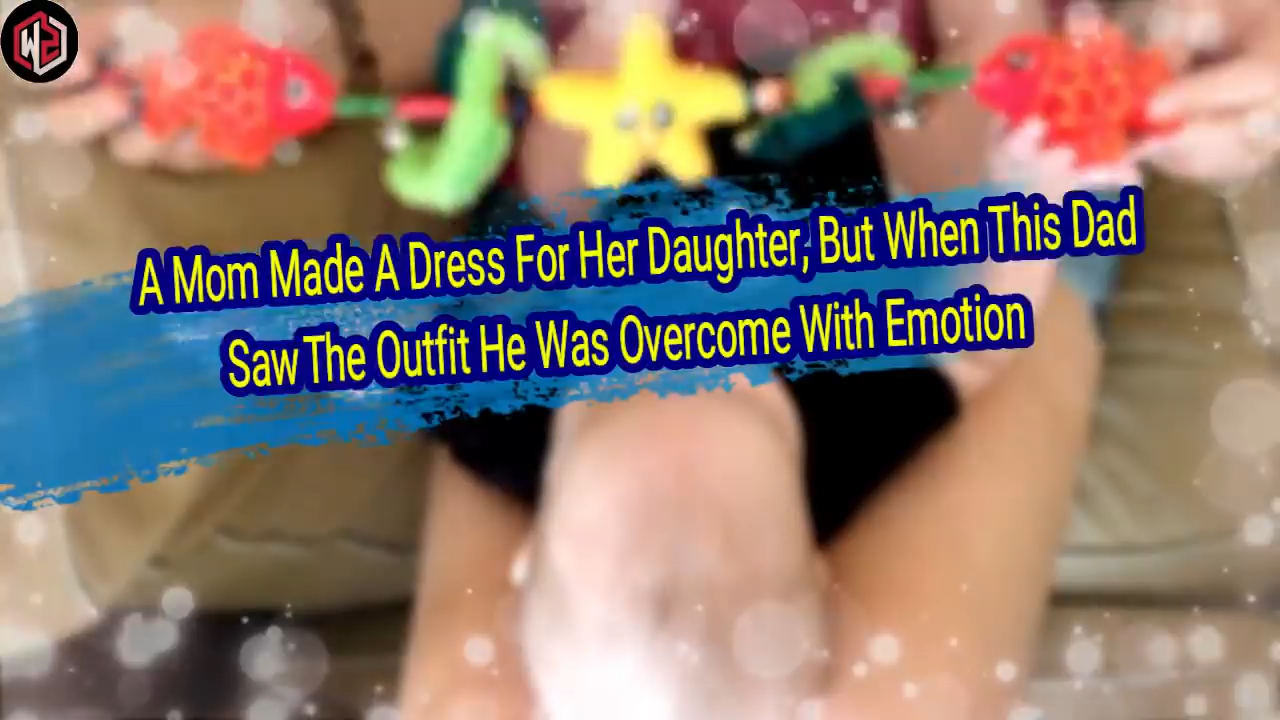 A Mom Made A Dress For Her Daughter, But When This Dad
Saw The Outfit He Was Overcome With Emotion